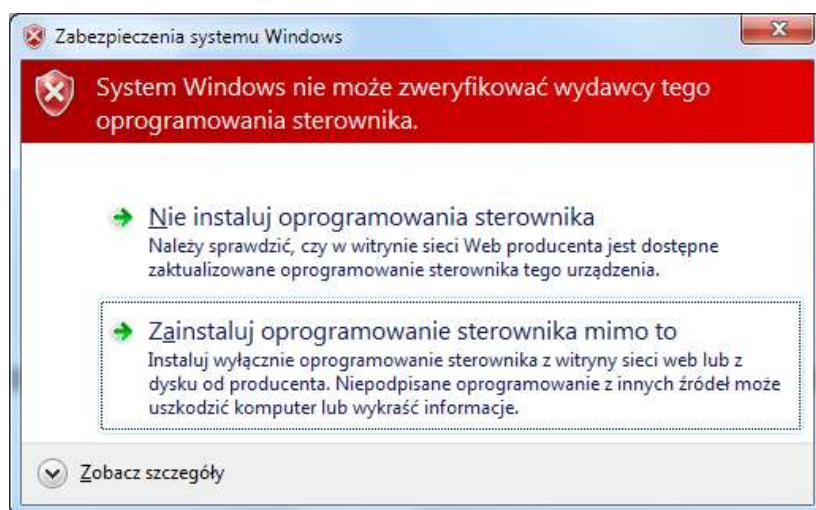 Zabezpieczenia systemu Windows
System Windows nie może zweryfikować wydawcy tego
oprogramowania sterownika.
Nie instaluj oprogramowania sterownika
Należy sprawdzić, czy w witrynie sieci Web producenta jest dostępne
zaktualizowane oprogramowanie sterownika tego urządzenia.
Zainstaluj oprogramowanie sterownika mimo to
Instaluj wyłącznie oprogramowanie sterownika z witryny sieci web lub z
dysku od producenta. Niepodpisane oprogramowanie z innych źródeł może
uszkodzić komputer lub wykraść informacje.
Zobacz szczegóły